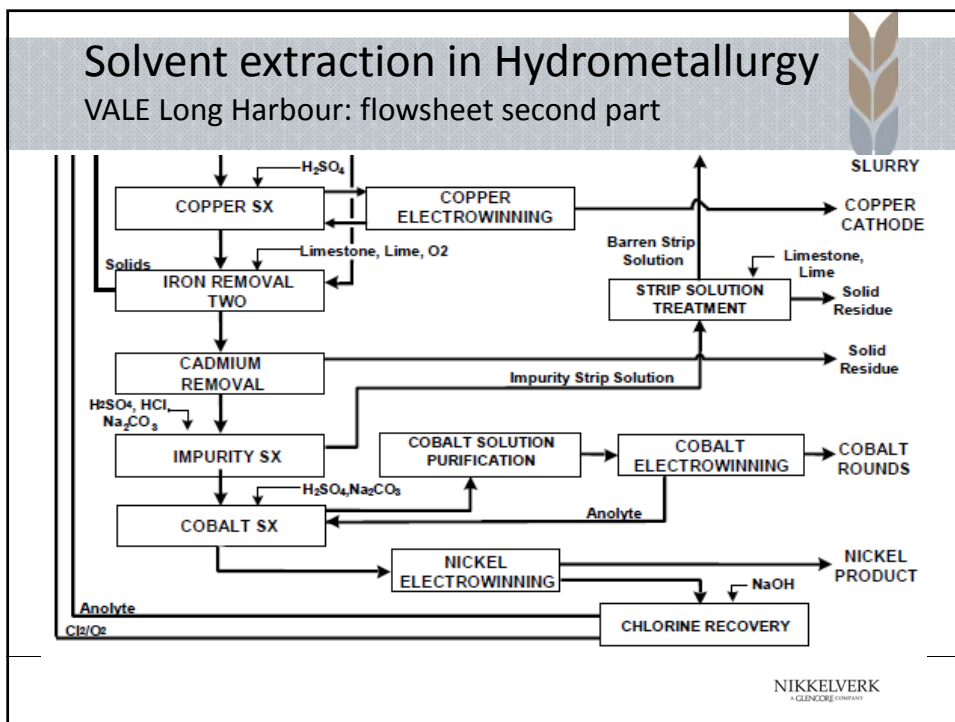 Solvent extraction in Hydrometallurgy
VALE Long Harbour: flowsheet second part
SLURRY
H2SO4
COPPER SX
COPPER
ELECTROWINNING
COPPER
CATHODE
Barren Strip
Solution
Limestone, Lime, O2
Limestone,
Lime
Solids
IRON REMOVAL
TWO
STRIP SOLUTION
TREATMENT
Solid
Residue
CADMIUM
REMOVAL
Solid
Residue
Impurity Strip Solution
H2SO4, HCl,
Na2CO3
IMPURITY SX
COBALT SOLUTION
PURIFICATION
COBALT
ELECTROWINNING
COBALT
ROUNDS
H2SO4,Na2CO3
COBALT SX
Anolyte
NICKEL
ELECTROWINNING
NICKEL
PRODUCT
NaOH
Anolyte
Cl2/O2
CHLORINE RECOVERY
NIKKELVERK
A GLENCORE COMPANY